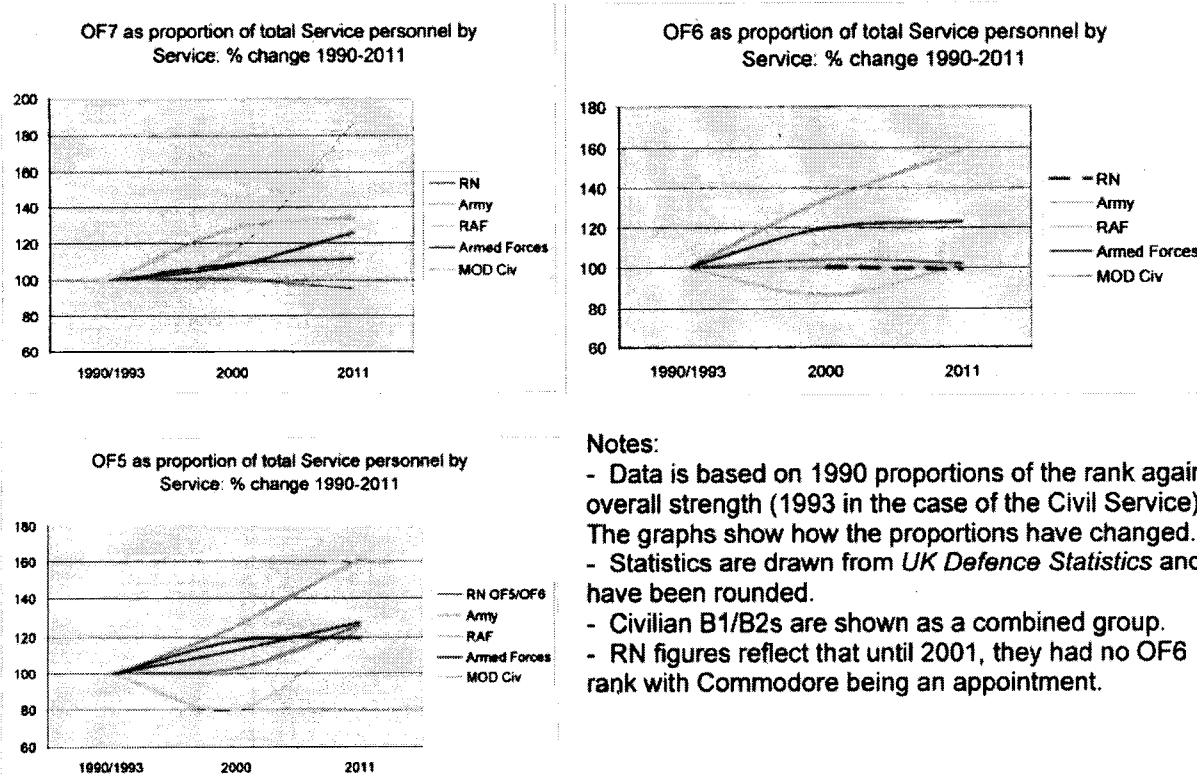 OF7 as proportion of total Service personnel by
Service: % change 1990-2011
200
180
160
140
120
100
80
60
1990/1993 2000 2011
RN
Army
RAF
Armed Forces
MOD Civ
OF6 as proportion of total Service personnel by
Service: % change 1990-2011
180
160
140
120
100
80
60
1990/1993 2000 2011
RN
Army
RAF
Armed Forces
MOD Civ
OF5 as proportion of total Service personnel by
Service: % change 1990-2011
180
160
140
120
100
80
60
1990/1993 2000 2011
RN OF5/OF6
Army
RAF
Armed Forces
MOD Civ
Notes:
- Data is based on 1990 proportions of the rank again
overall strength (1993 in the case of the Civil Service)
The graphs show how the proportions have changed.
- Statistics are drawn from UK Defence Statistics and
have been rounded.
- Civilian B1/B2s are shown as a combined group.
- RN figures reflect that until 2001, they had no OF6
rank with Commodore being an appointment.